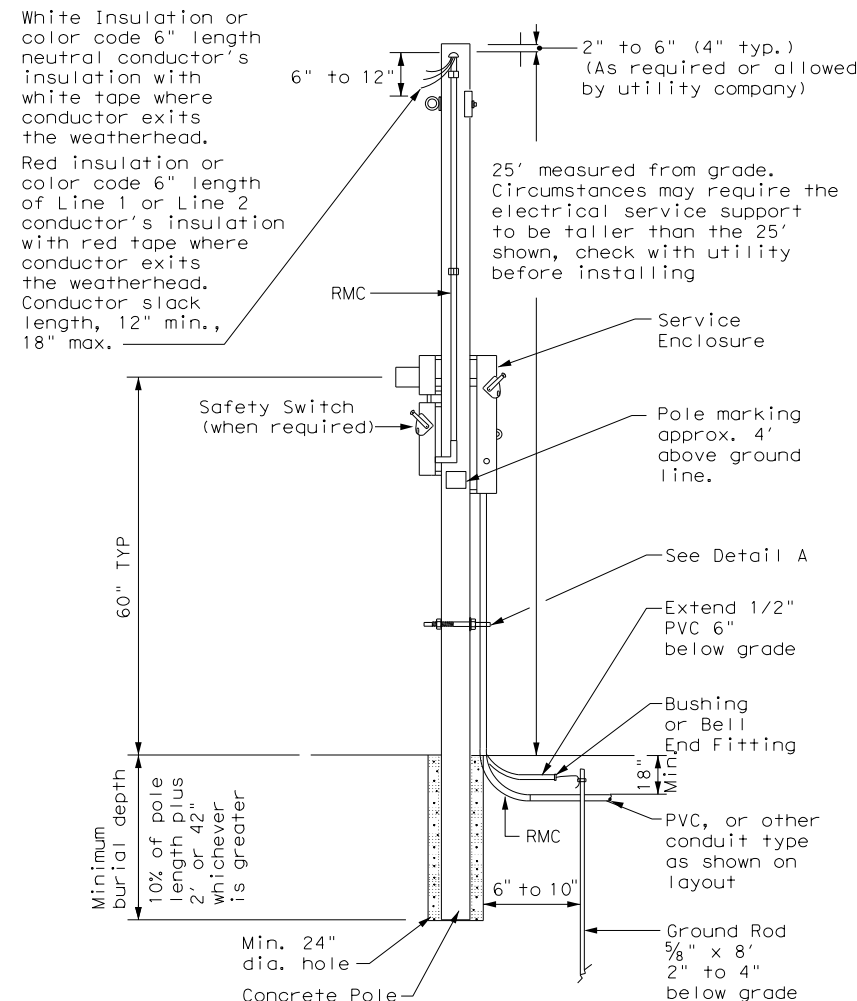 White Insulation or
color code 6" length
neutral conductor's
insulation with
white tape where
conductor exits
the weatherhead.
Red insulation or
color code 6" length
of Line 1 or Line 2
conductor's insulation
with red tape where
conductor exits
the weatherhead.
Conductor slack
length, 12" min.,
18" max.
6" to 12"
2" to 6" (4" typ.)
(As required or allowed
by utility company)
25' measured from grade.
Circumstances may require the
electrical service support
to be taller than the 25'
shown, check with utility
before installing
RMC
Service
Enclosure
Safety Switch
(when required)
Pole marking
approx. 4'
above ground
line.
60" TYP
See Detail A
Extend 1/2"
PVC 6"
below grade
Bushing
or Bell
End Fitting
18"
Min.
Minimum
burial depth
10% of pole
length plus
2' or 42"
whichever
is greater
RMC
PVC, or other
conduit type
as shown on
layout
6" to 10"
Min. 24"
dia. hole
Concrete Pole
Ground Rod
⅝" x 8'
2" to 4"
below grade